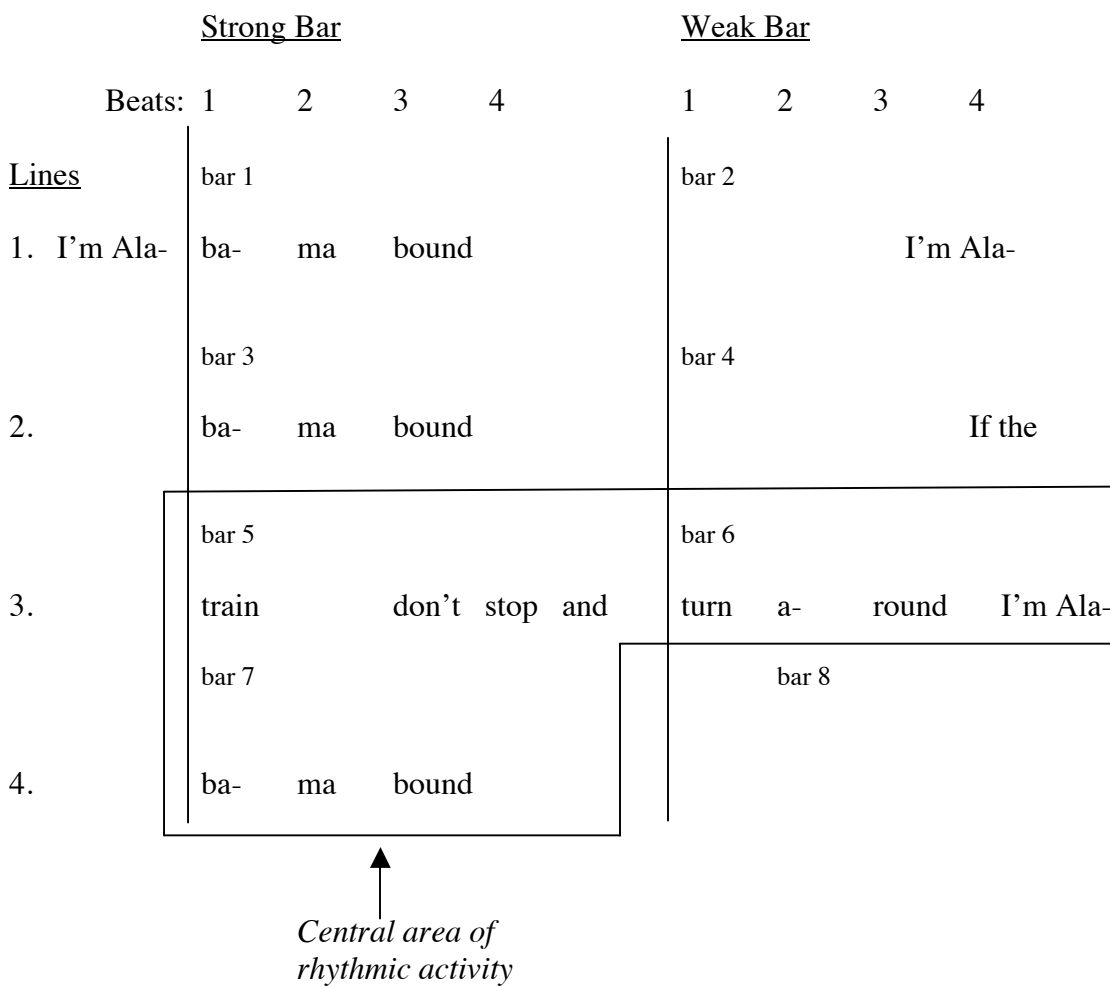 Strong Bar Weak Bar
Beats: 1 2 3 4 1 2 3 4
Lines bar 1 bar 2
1. I’m Ala- ba- ma bound I’m Ala-
bar 3 bar 4
2. ba- ma bound If the
bar 5 bar 6
3. train don’t stop and turn a- round I’m Ala-
bar 7 bar 8
4. ba- ma bound
Central area of
rhythmic activity